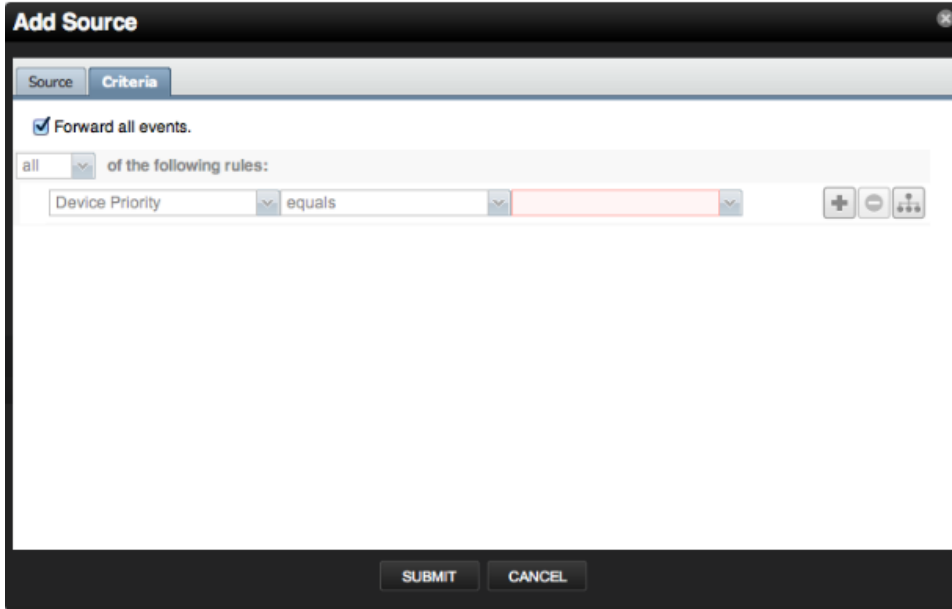 Add Source
Source Criteria
Forward all events.
all of the following rules:
Device Priority equals
SUBMIT CANCEL